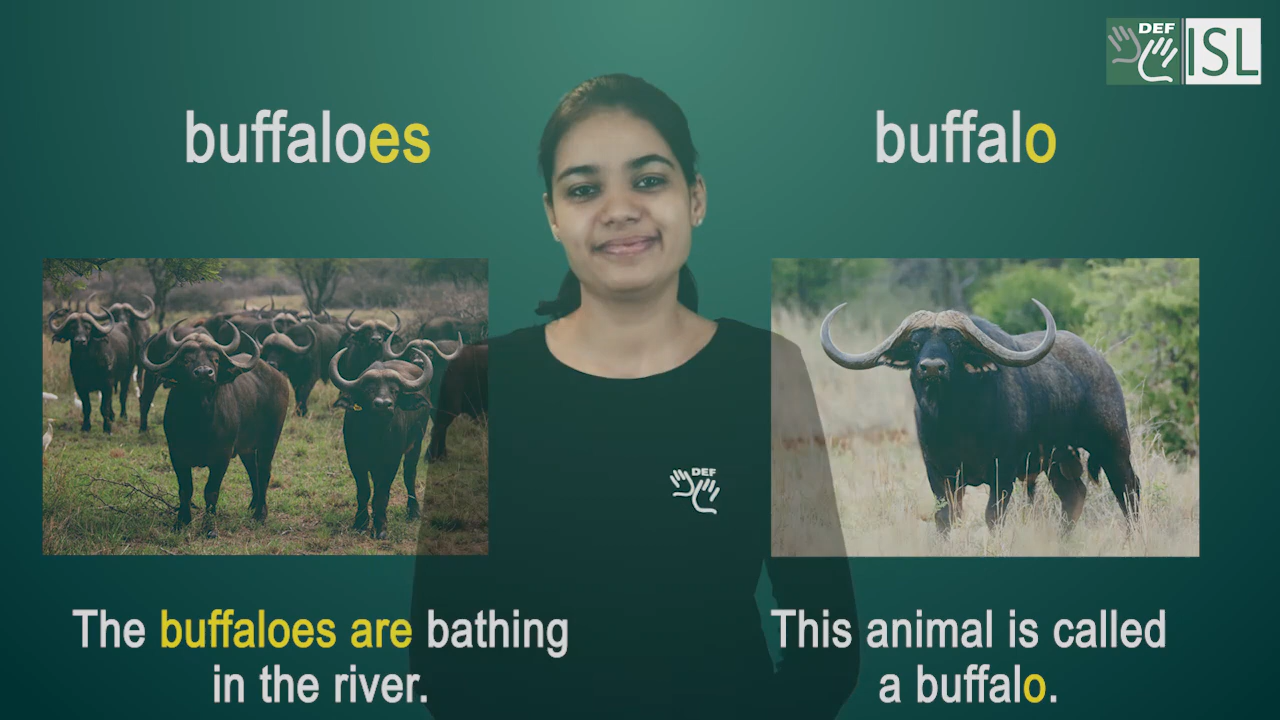 DEF
ISL
buffaloes
buffalo
DEF
The buffaloes are bathing
in the river.
This animal is called
a buffalo.